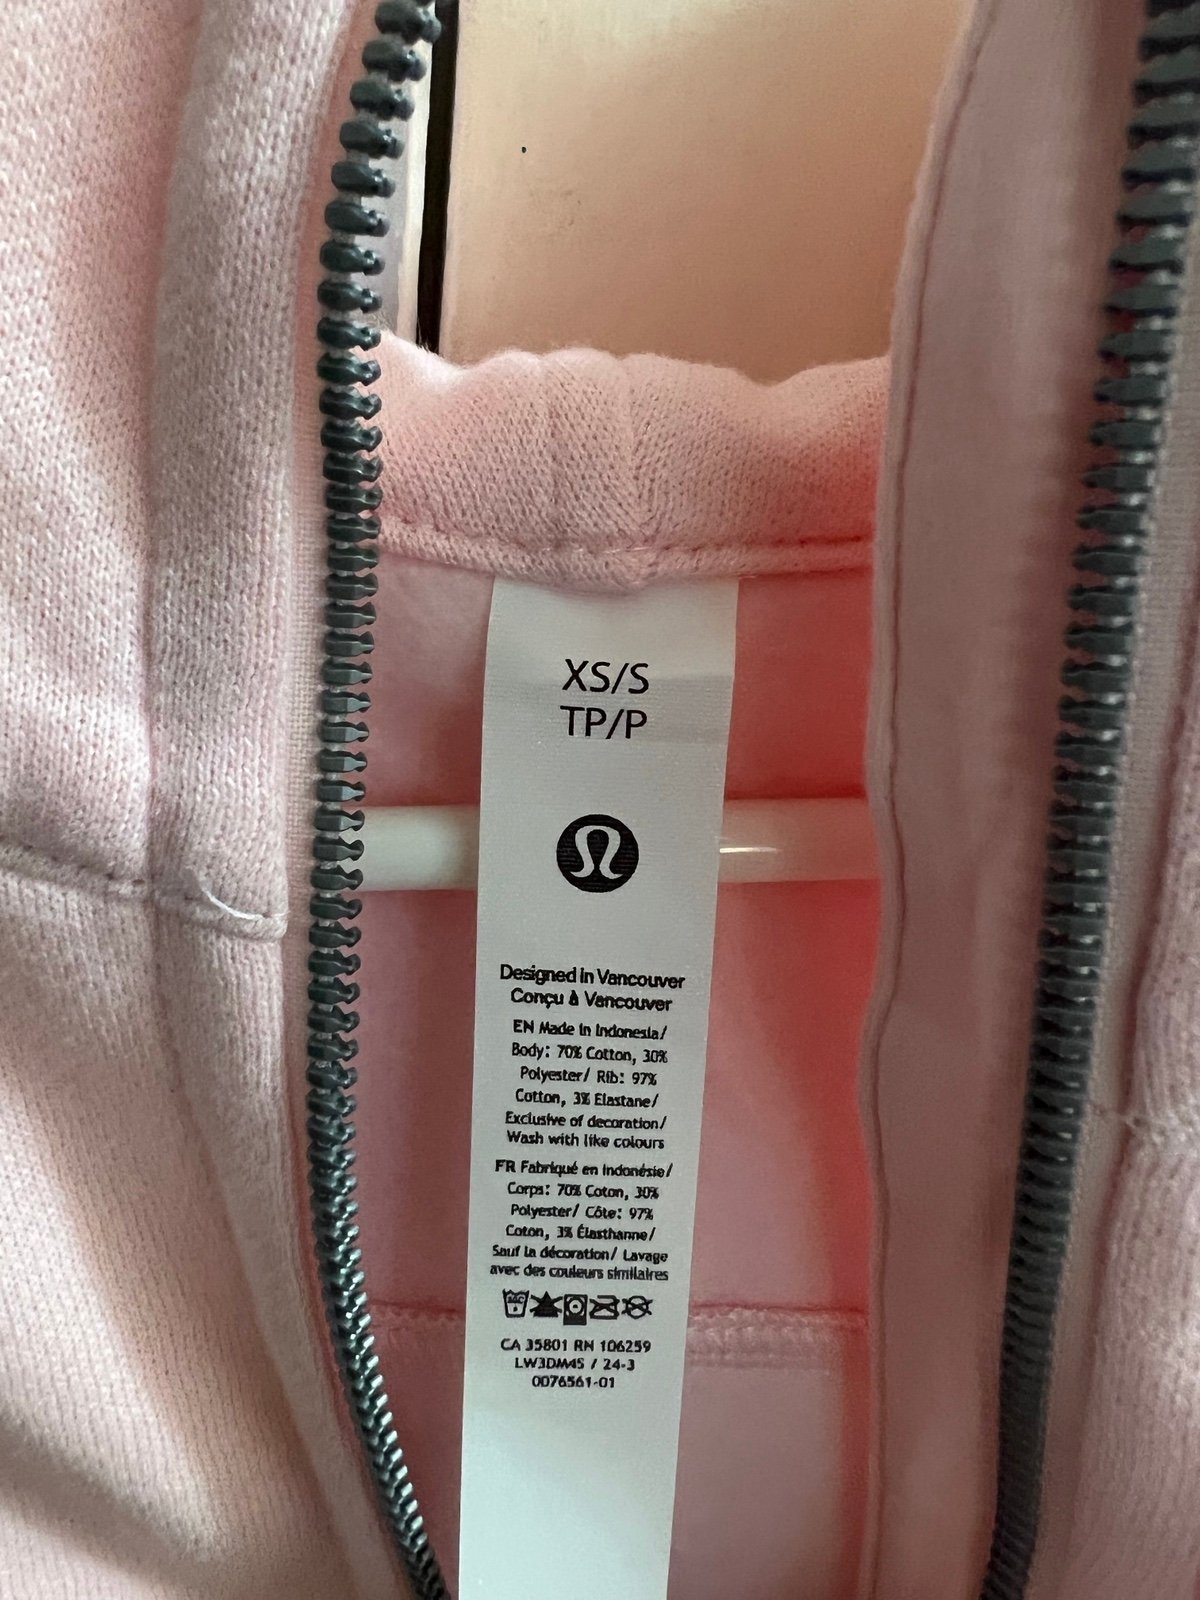 XS/S
TP/P
Designed in Vancouver
Conçu à Vancouver
EN Made in Indonesia/
Body: 70% Cotton, 30%
Polyester/ Rib: 97%
Cotton, 3% Elastane/
Exclusive of decoration/
Wash with like colours
FR Fabriqué en Indonésie/
Corps: 70% Coton, 30%
Polyester/ Côte: 97%
Coton, 3% Élasthanne/
Sauf la décoration/ Lavage
avec des couleurs similaires
CA 35801 RN 106259
LW3DM4S / 24-3
0076561-01